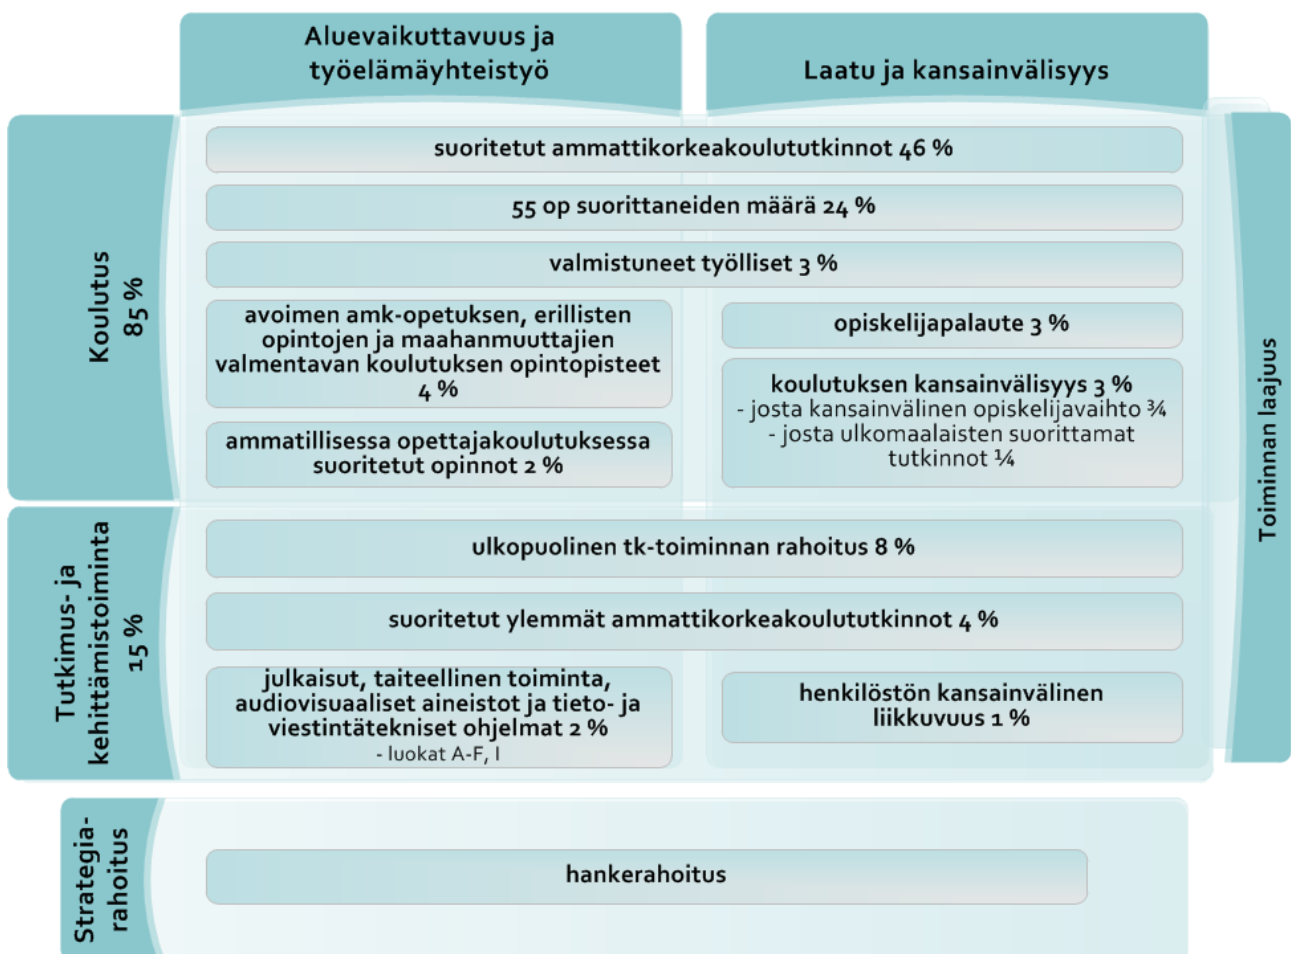 Aluevaikuttavuus ja
työelämäyhteistyö
Laatu ja kansainvälisyys
Koulutus
85 %
suoritetut ammattikorkeakoulututkinnot 46 %
55 op suorittaneiden määrä 24 %
valmistuneet työlliset 3 %
avoimen amk-opetuksen, erillisten
opintojen ja maahanmuuttajien
valmentavan koulutuksen opintopisteet
4 %
ammatillisessa opettajakoulutuksessa
suoritetut opinnot 2 %
opiskelijapalaute 3 %
koulutuksen kansainvälisyys 3 %
- josta kansainvälinen opiskelijavaihto ¾
- josta ulkomaalaisten suorittamat
tutkinnot ¼
Toiminnan laajuus
Tutkimus- ja
kehittämistoiminta
15 %
ulkopuolinen tk-toiminnan rahoitus 8 %
suoritetut ylemmät ammattikorkeakoulututkinnot 4 %
julkaisut, taiteellinen toiminta,
audiovisuaaliset aineistot ja tieto- ja
viestintätekniset ohjelmat 2 %
- luokat A-F, I
henkilöstön kansainvälinen
liikkuvuus 1 %
Strategia-
rahoitus
hankerahoitus